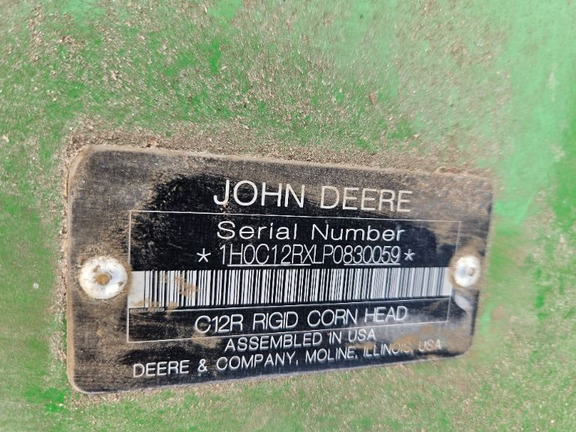 JOHN DEERE
Serial Number
*1H0C12RXLP0830059*
C12R RIGID CORN HEAD
ASSEMBLED IN USA
DEERE & COMPANY, MOLINE, ILLINOIS, USA